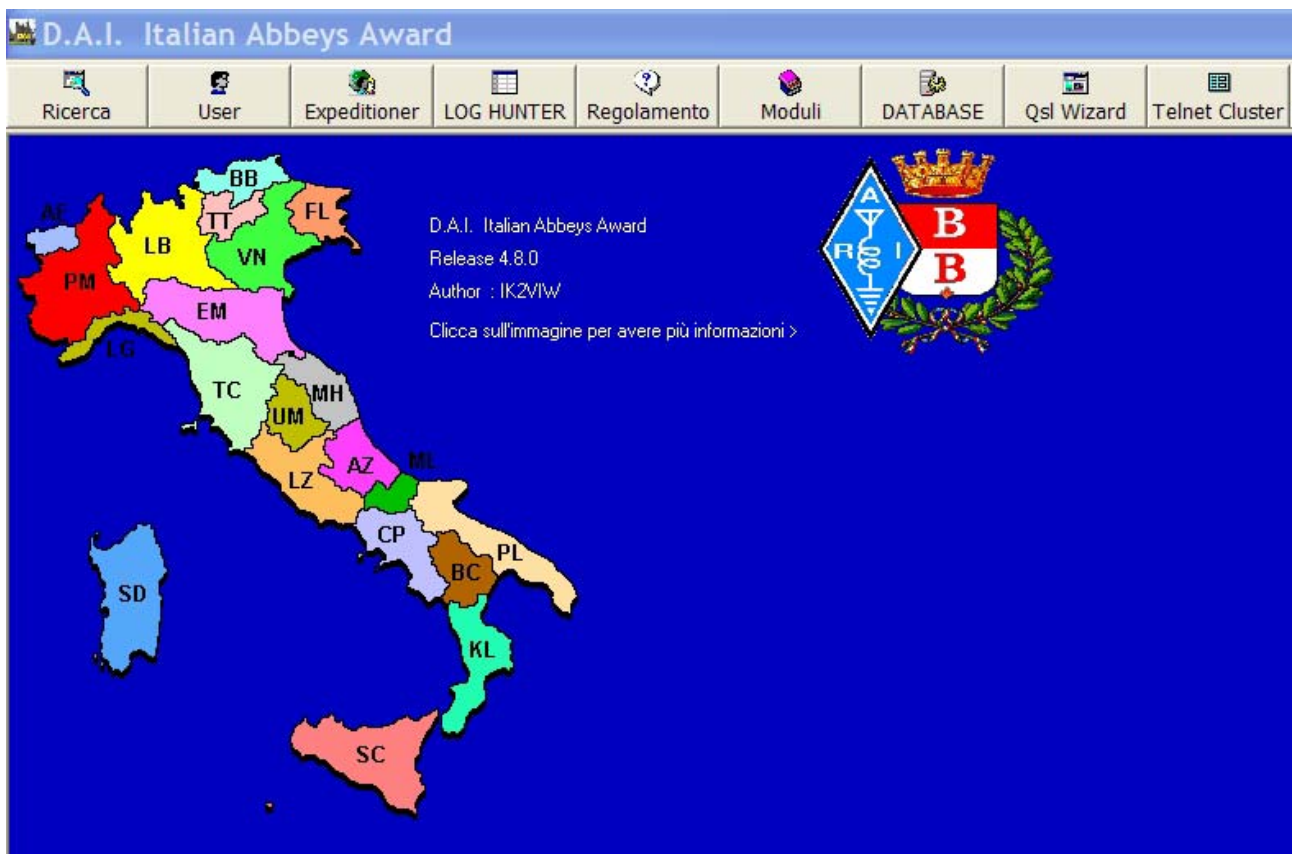 D.A.I. Italian Abbeys Award
Ricerca
User
Expeditioner
LOG HUNTER
Regolamento
Moduli
DATABASE
Qsl Wizard
Telnet Cluster
D.A.I. Italian Abbeys Award
Release 4.8.0
Author : IK2VIW
Clicca sull'immagine per avere più informazioni >
A
R I
B
B
BB
AE
TT
FL
LB
VN
PM
EM
LG
TC
MH
UM
AZ
ML
LZ
CP
PL
BC
SD
KL
SC